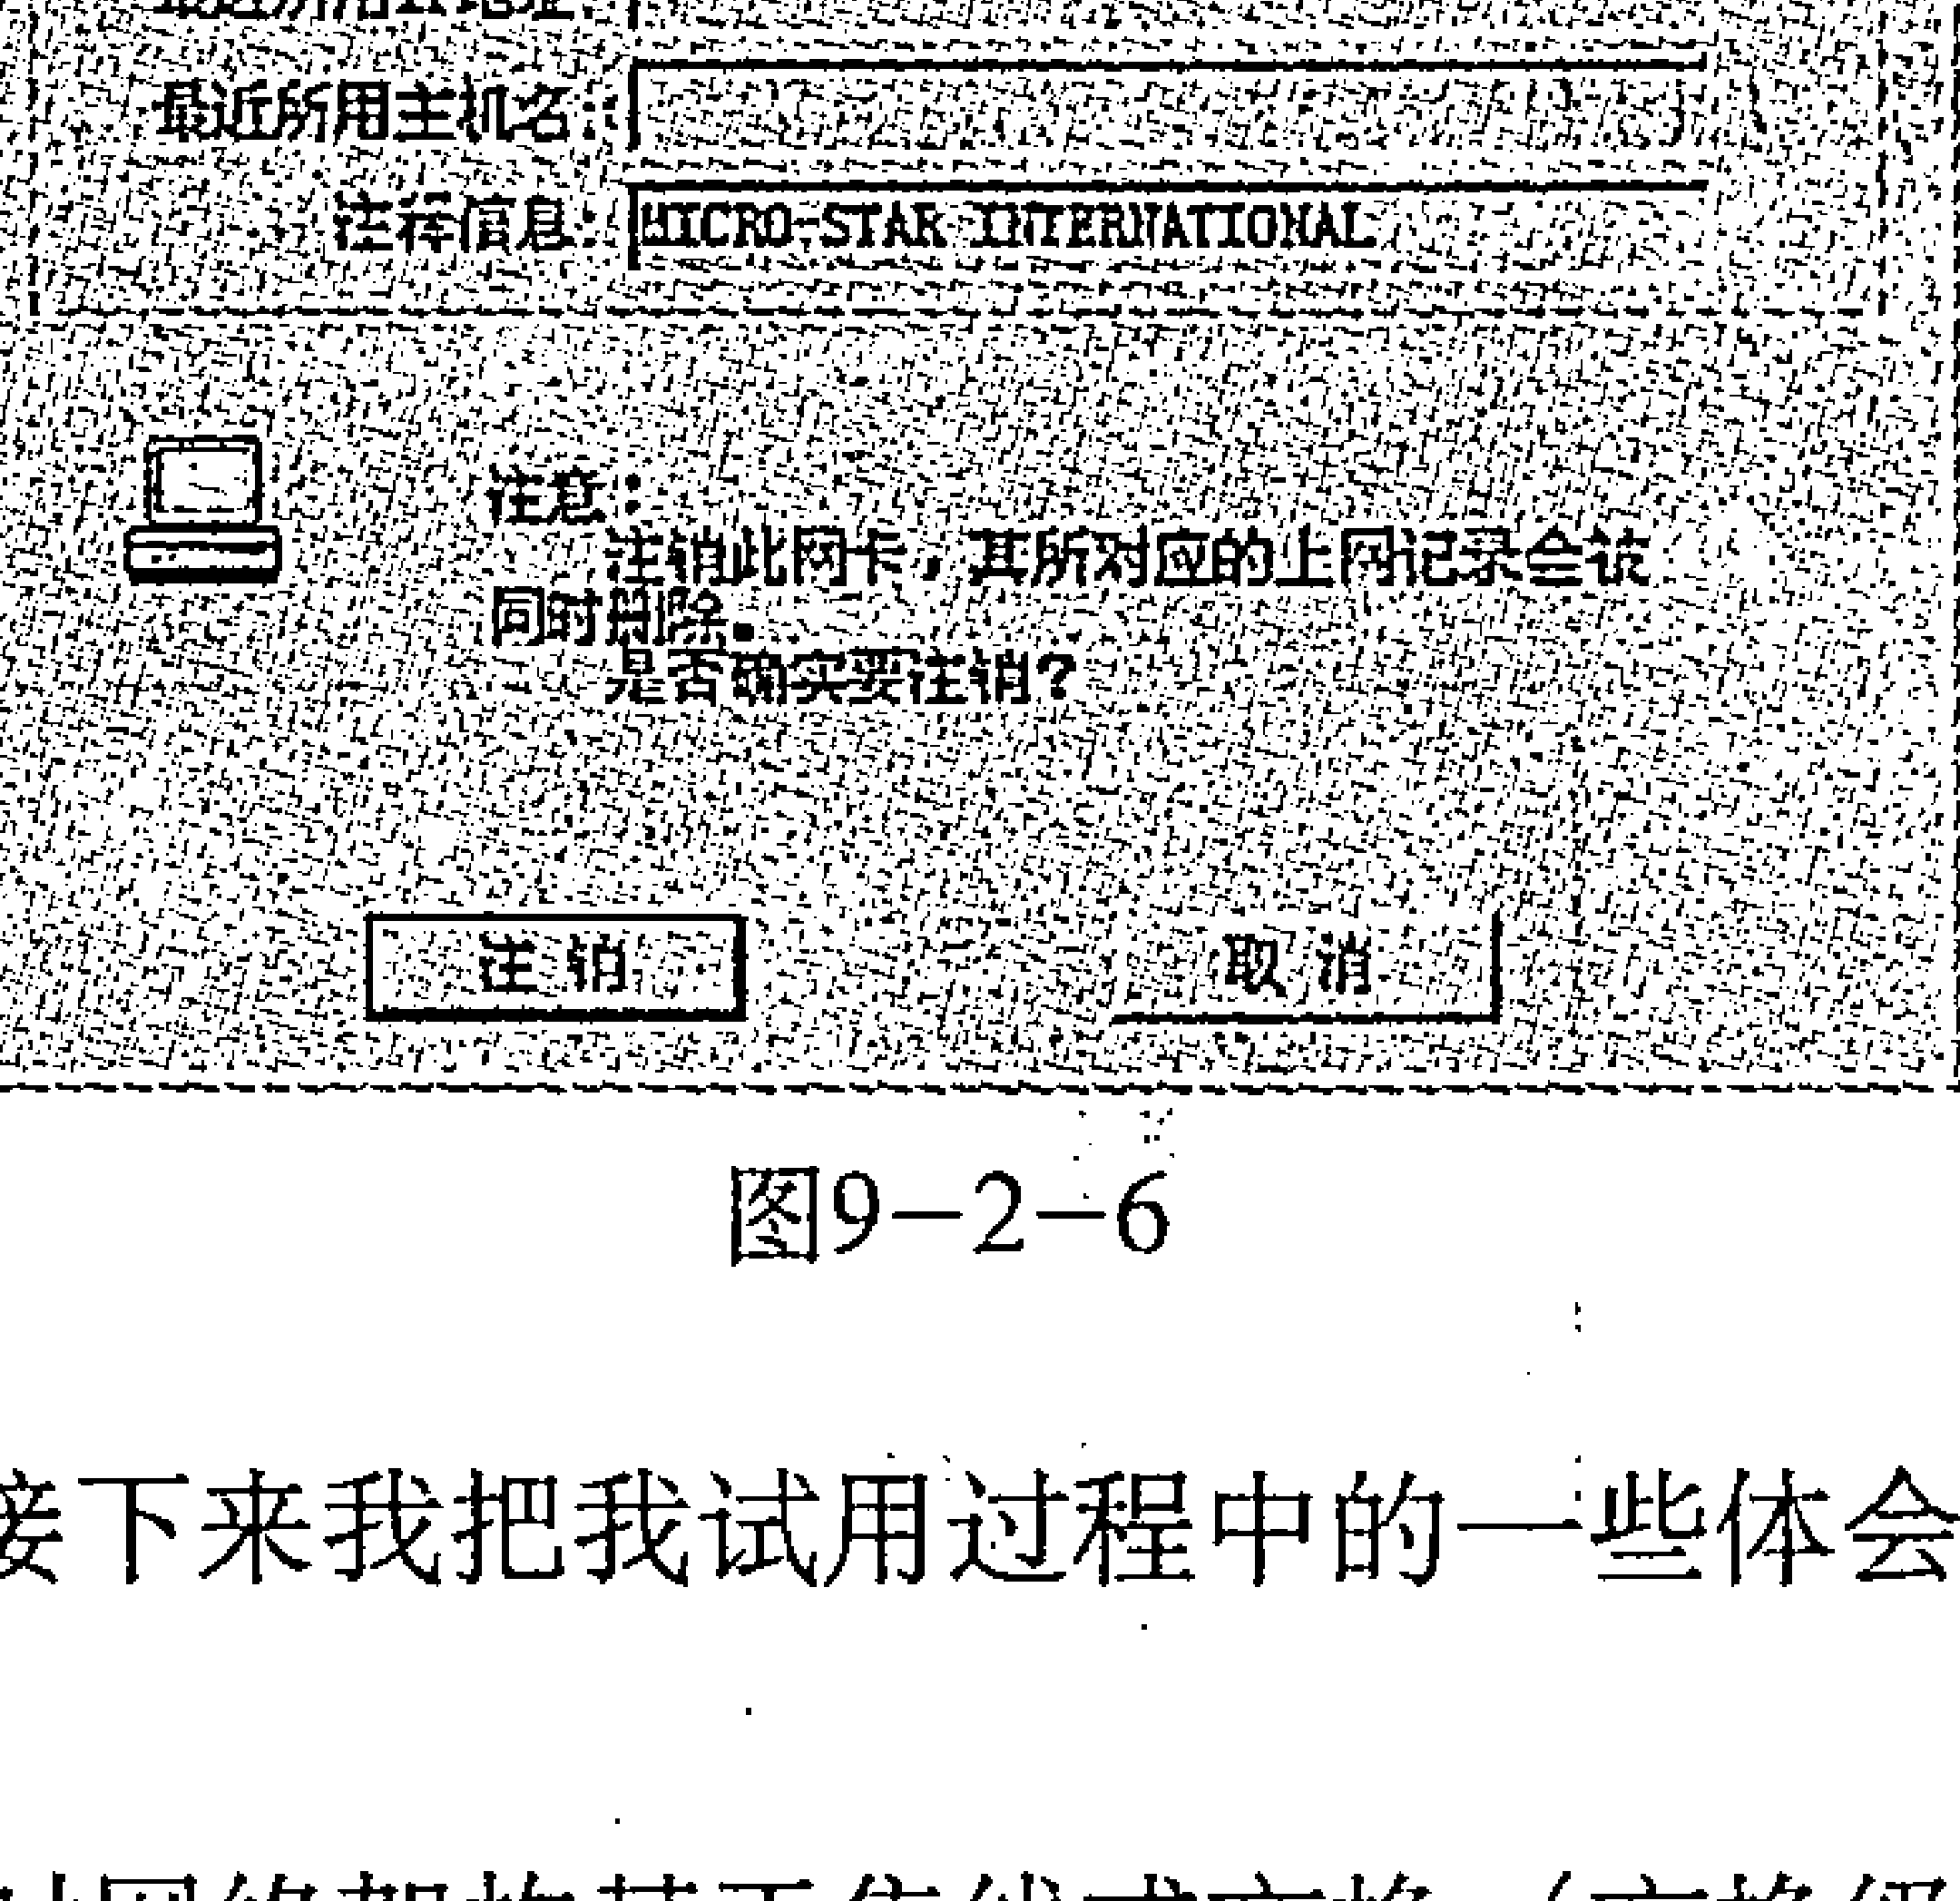 最近所用主机名:
注释信息: MICRO-STAR INTERNATIONAL
注意:
注销此网卡，其所对应的上网记录会被
同时删除.
是否确实要注销?
注 销
取 消
图9-2-6
接下来我把我试用过程中的一些体会